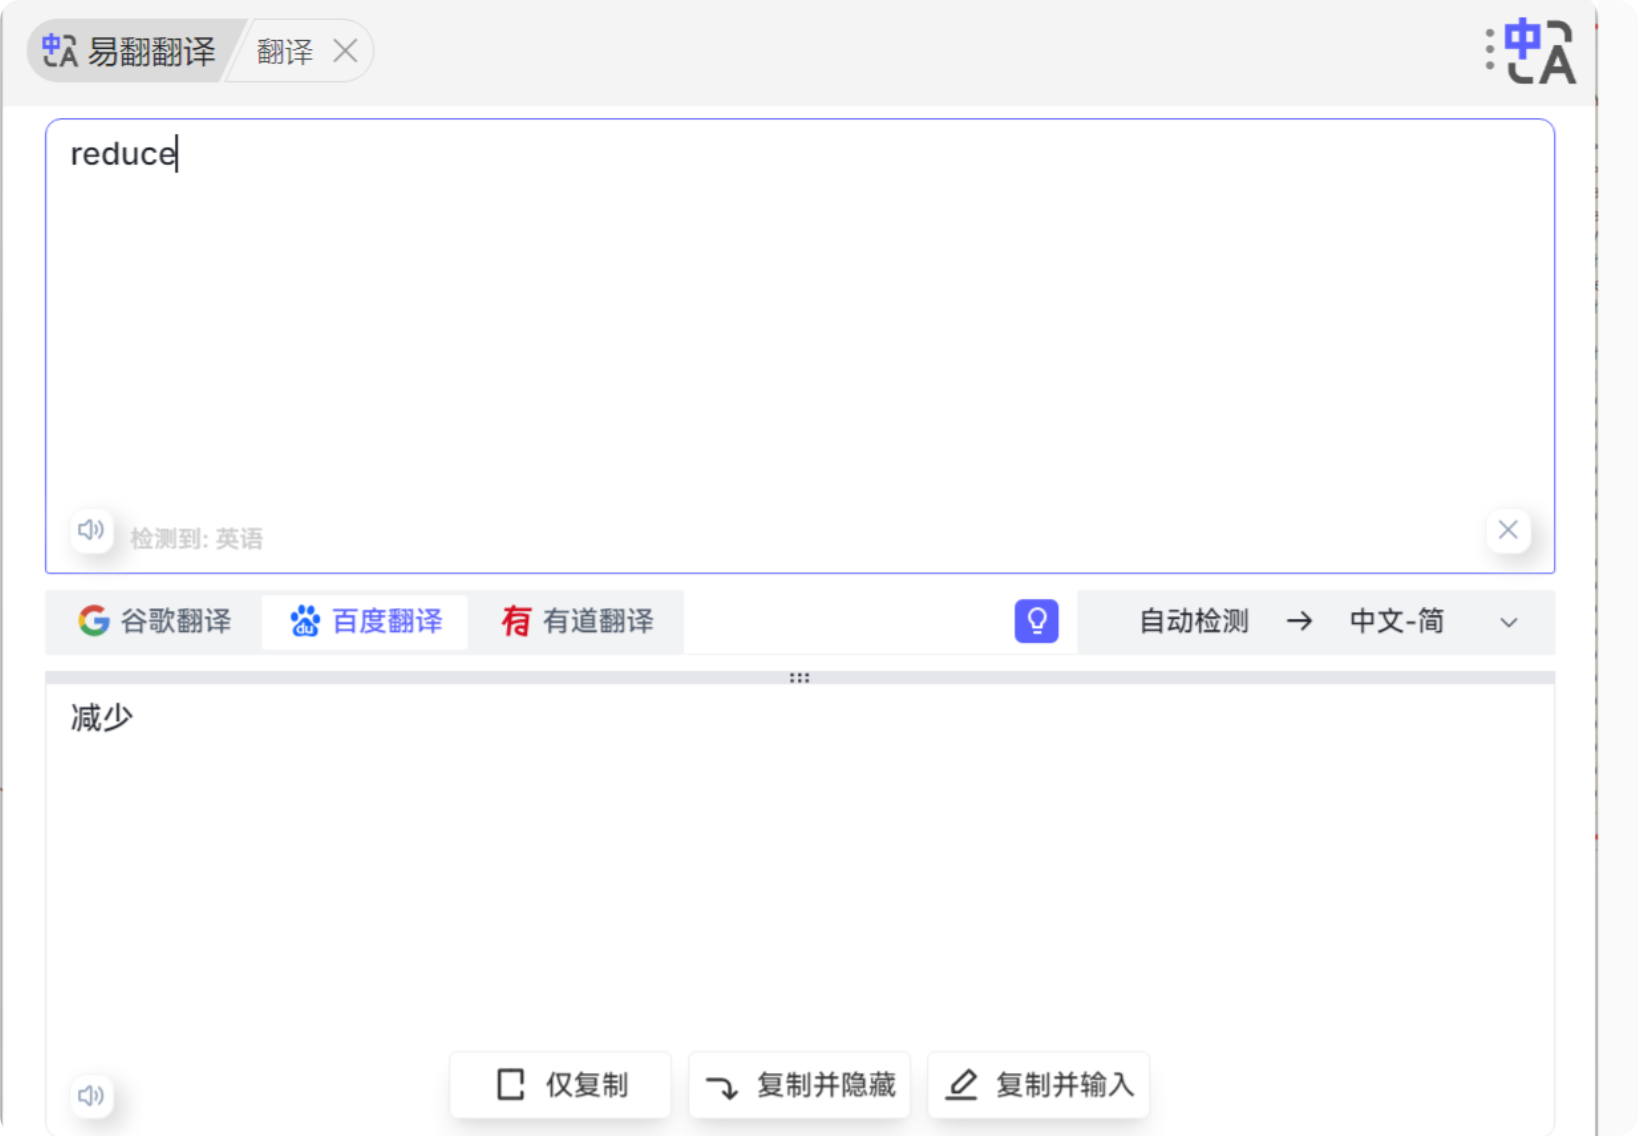 易翻翻译 翻译
reduce
检测到: 英语
谷歌翻译 百度翻译 有道翻译 自动检测 → 中文-简
减少
仅复制 复制并隐藏 复制并输入